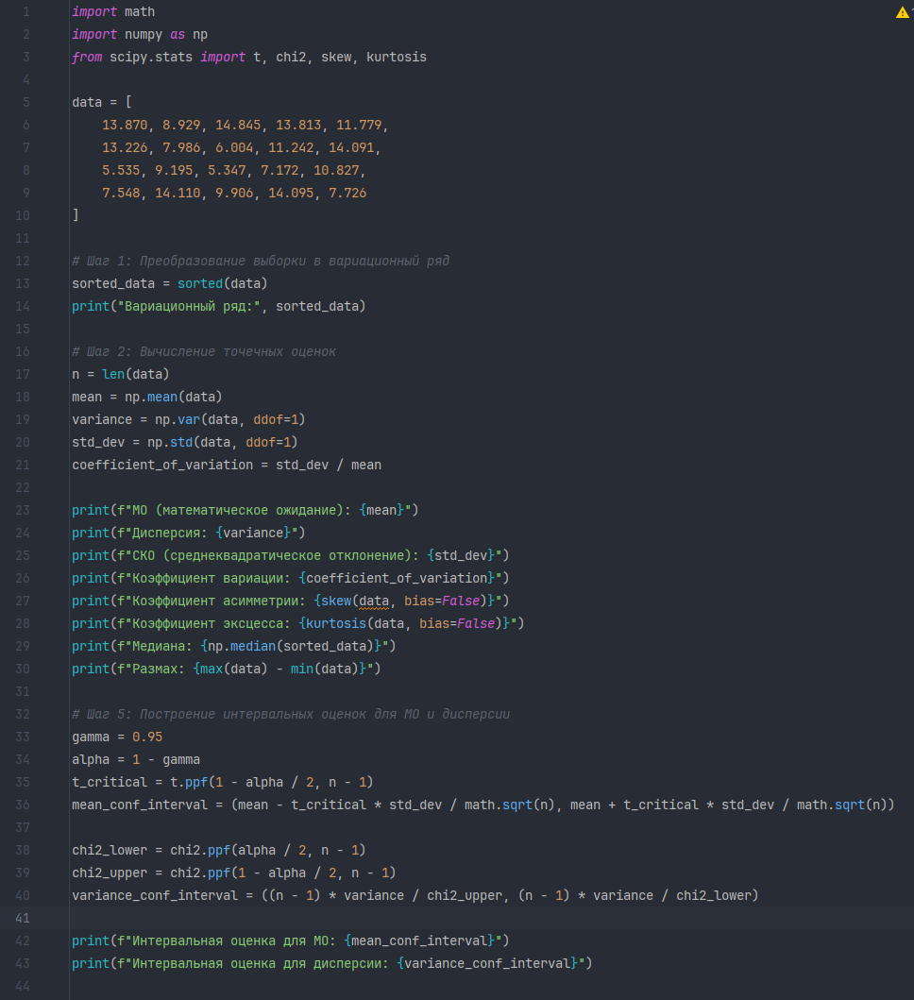 1 import math
2 import numpy as np
3 from scipy.stats import t, chi2, skew, kurtosis
4
5 data = [
6     13.870, 8.929, 14.845, 13.813, 11.779,
7     13.226, 7.986, 6.004, 11.242, 14.091,
8     5.535, 9.195, 5.347, 7.172, 10.827,
9     7.548, 14.110, 9.906, 14.095, 7.726
10 ]
11
12 # Шаг 1: Преобразование выборки в вариационный ряд
13 sorted_data = sorted(data)
14 print("Вариационный ряд:", sorted_data)
15
16 # Шаг 2: Вычисление точечных оценок
17 n = len(data)
18 mean = np.mean(data)
19 variance = np.var(data, ddof=1)
20 std_dev = np.std(data, ddof=1)
21 coefficient_of_variation = std_dev / mean
22
23 print(f"МО (математическое ожидание): {mean}")
24 print(f"Дисперсия: {variance}")
25 print(f"СКО (среднеквадратическое отклонение): {std_dev}")
26 print(f"Коэффициент вариации: {coefficient_of_variation}")
27 print(f"Коэффициент асимметрии: {skew(data, bias=False)}")
28 print(f"Коэффициент эксцесса: {kurtosis(data, bias=False)}")
29 print(f"Медиана: {np.median(sorted_data)}")
30 print(f"Размах: {max(data) - min(data)}")
31
32 # Шаг 5: Построение интервальных оценок для МО и дисперсии
33 gamma = 0.95
34 alpha = 1 - gamma
35 t_critical = t.ppf(1 - alpha / 2, n - 1)
36 mean_conf_interval = (mean - t_critical * std_dev / math.sqrt(n), mean + t_critical * std_dev / math.sqrt(n))
37
38 chi2_lower = chi2.ppf(alpha / 2, n - 1)
39 chi2_upper = chi2.ppf(1 - alpha / 2, n - 1)
40 variance_conf_interval = ((n - 1) * variance / chi2_upper, (n - 1) * variance / chi2_lower)
41
42 print(f"Интервальная оценка для МО: {mean_conf_interval}")
43 print(f"Интервальная оценка для дисперсии: {variance_conf_interval}")
44